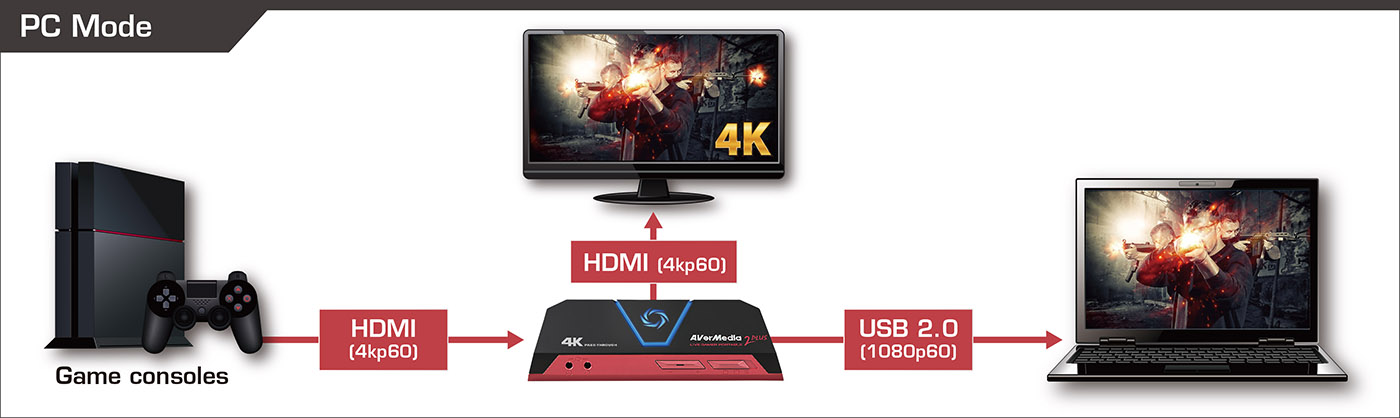 PC Mode
4K
HDMI (4kp60)
HDMI
(4kp60)
4K PASS-THROUGH
AVerMedia
LIVE GAMER PORTABLE 2 PLUS
USB 2.0
(1080p60)
Game consoles